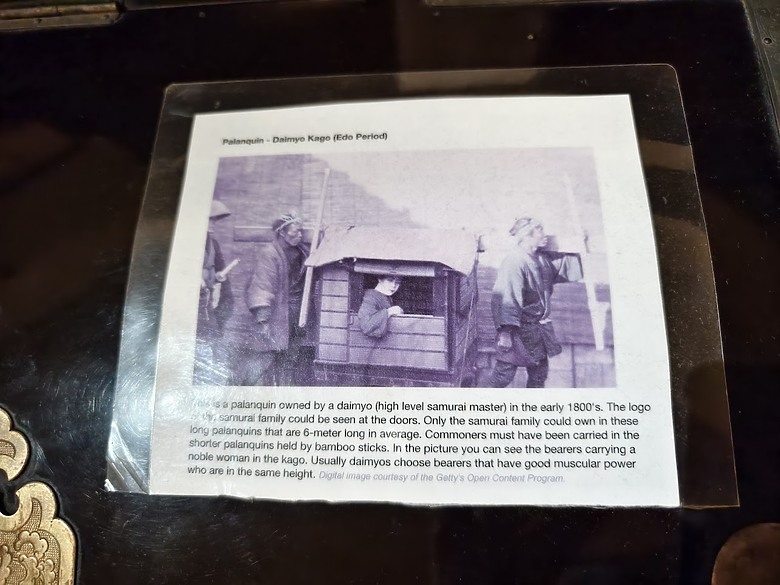 Palanquin - Daimyo Kago (Edo Period)
This is a palanquin owned by a daimyo (high level samurai master) in the early 1800's. The logo
of the samurai family could be seen at the doors. Only the samurai family could own in these
long palanquins that are 6-meter long in average. Commoners must have been carried in the
shorter palanquins held by bamboo sticks. In the picture you can see the bearers carrying a
noble woman in the kago. Usually daimyos choose bearers that have good muscular power
who are in the same height. Digital image courtesy of the Getty's Open Content Program.